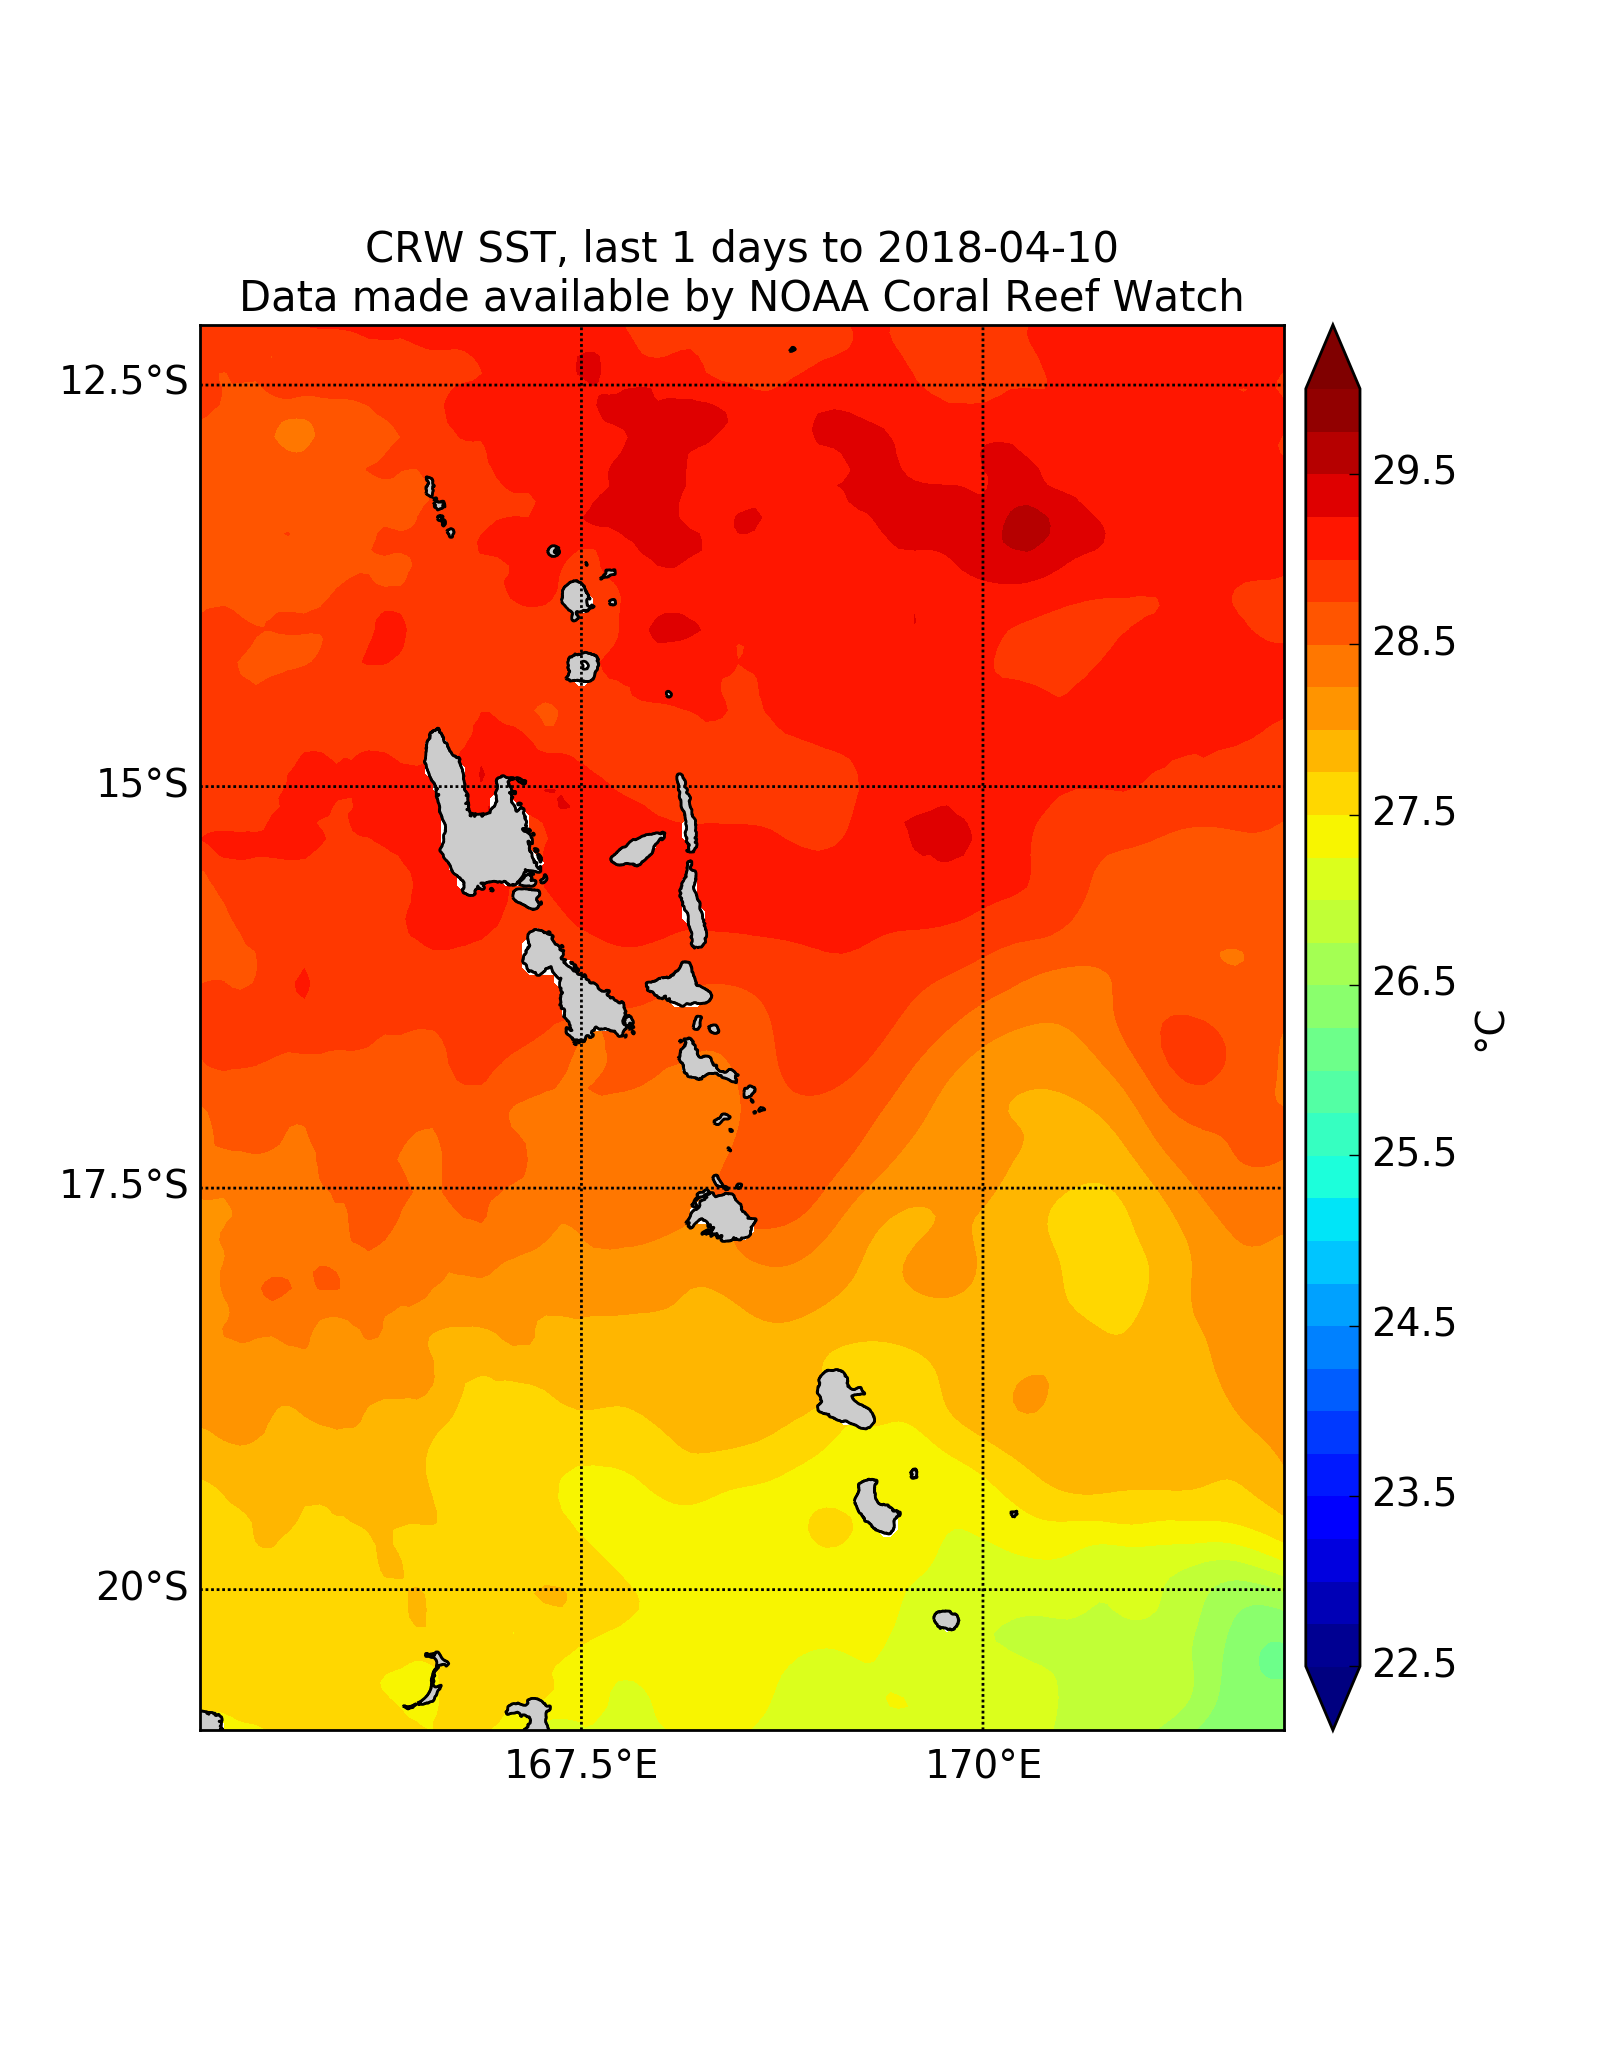 CRW SST, last 1 days to 2018-04-10
Data made available by NOAA Coral Reef Watch
12.5°S
15°S
17.5°S
20°S
167.5°E
170°E
29.5
28.5
27.5
26.5
25.5
24.5
23.5
22.5
°C